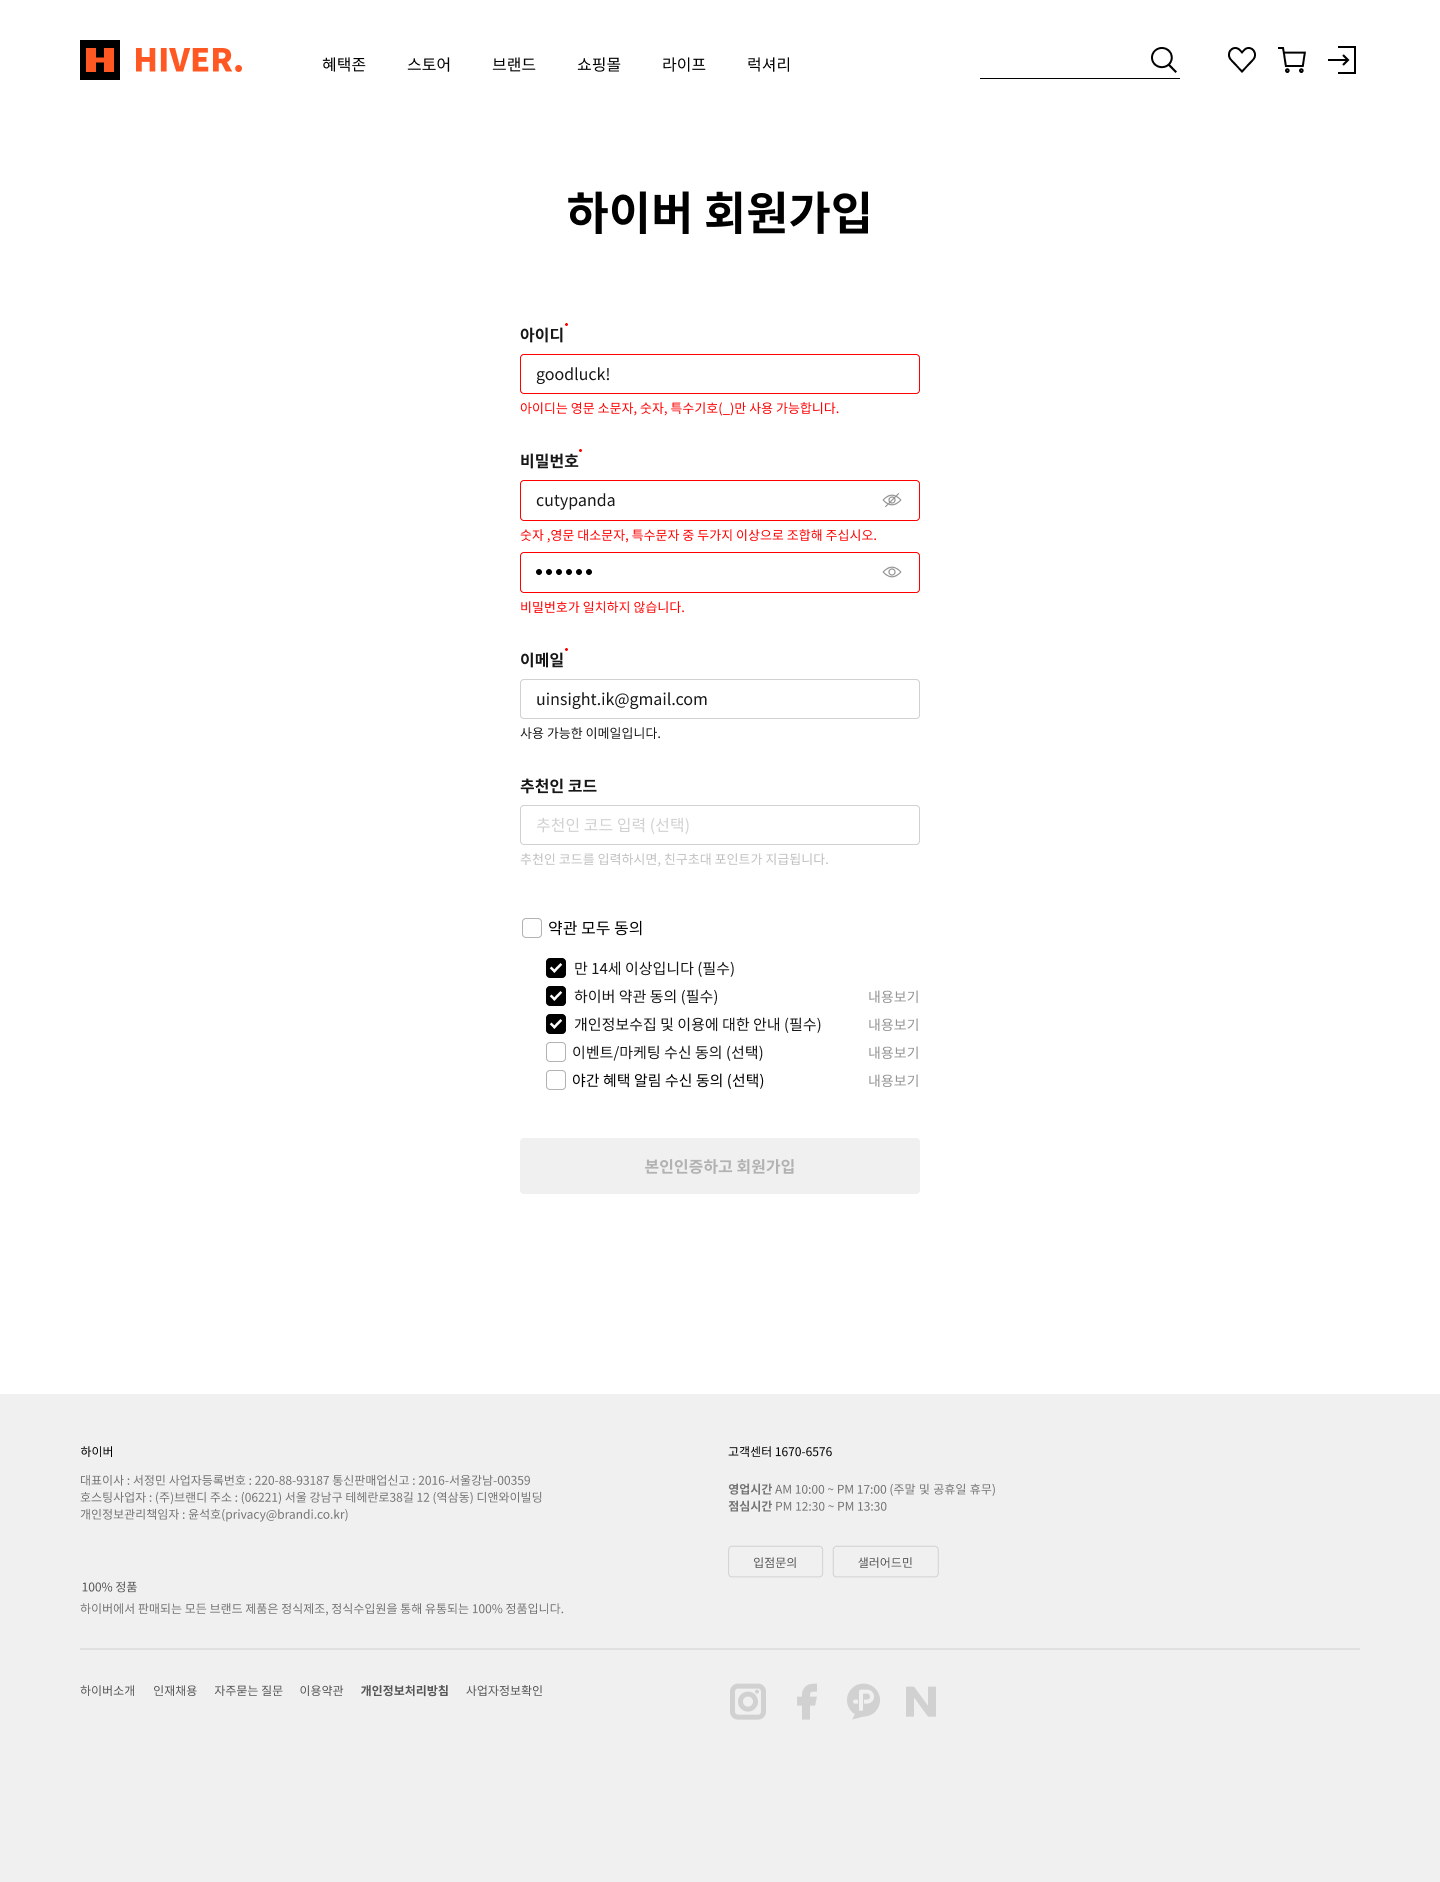 H HIVER.
혜택존 스토어 브랜드 쇼핑몰 라이프 럭셔리
하이버 회원가입
아이디
goodluck!
아이디는 영문 소문자, 숫자, 특수기호(_)만 사용 가능합니다.
비밀번호
cutypanda
숫자 ,영문 대소문자, 특수문자 중 두가지 이상으로 조합해 주십시오.
••••••
비밀번호가 일치하지 않습니다.
이메일
uinsight.ik@gmail.com
사용 가능한 이메일입니다.
추천인 코드
추천인 코드 입력 (선택)
추천인 코드를 입력하시면, 친구초대 포인트가 지급됩니다.
약관 모두 동의
만 14세 이상입니다 (필수)
하이버 약관 동의 (필수) 내용보기
개인정보수집 및 이용에 대한 안내 (필수) 내용보기
이벤트/마케팅 수신 동의 (선택) 내용보기
야간 혜택 알림 수신 동의 (선택) 내용보기
본인인증하고 회원가입
하이버
대표이사 : 서정민 사업자등록번호 : 220-88-93187 통신판매업신고 : 2016-서울강남-00359
호스팅사업자 : (주)브랜디 주소 : (06221) 서울 강남구 테헤란로38길 12 (역삼동) 디앤와이빌딩
개인정보관리책임자 : 윤석호(privacy@brandi.co.kr)
100% 정품
하이버에서 판매되는 모든 브랜드 제품은 정식제조, 정식수입원을 통해 유통되는 100% 정품입니다.
고객센터 1670-6576
영업시간 AM 10:00 ~ PM 17:00 (주말 및 공휴일 휴무)
점심시간 PM 12:30 ~ PM 13:30
입점문의 샐러어드민
하이버소개 인재채용 자주묻는 질문 이용약관 개인정보처리방침 사업자정보확인